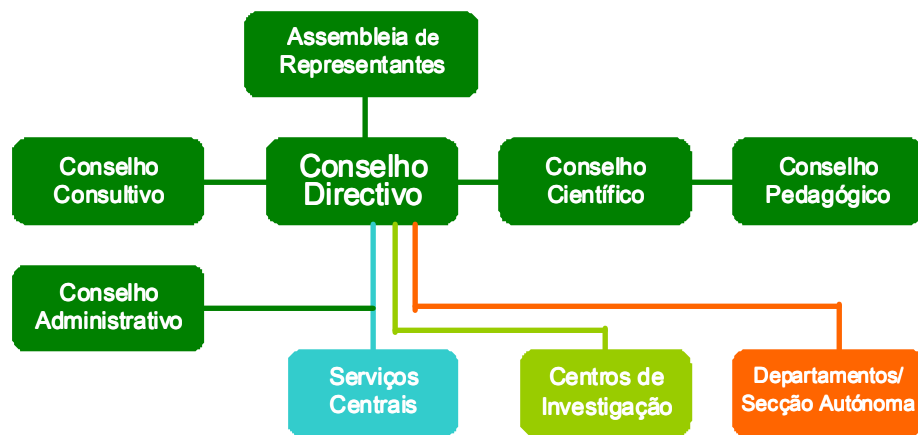 Assembleia de
Representantes
Conselho
Consultivo
Conselho
Directivo
Conselho
Científico
Conselho
Pedagógico
Conselho
Administrativo
Serviços
Centrais
Centros de
Investigação
Departamentos/
Secção Autónoma